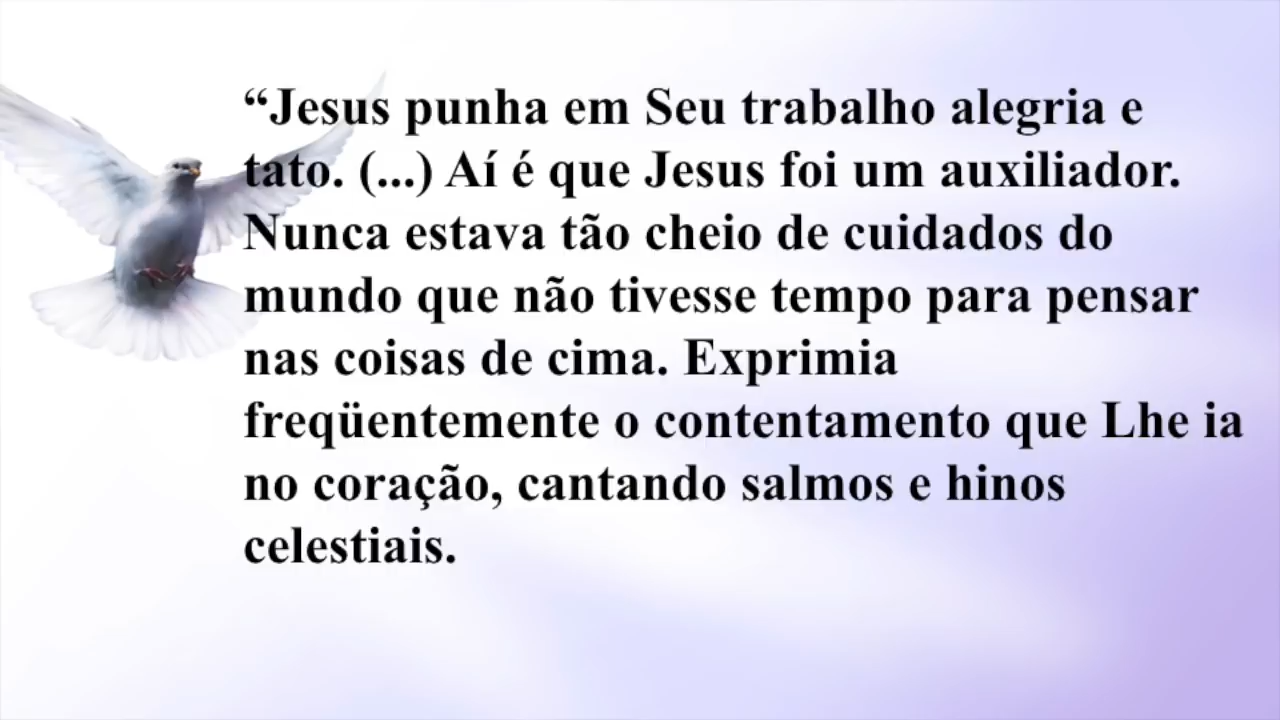 “Jesus punha em Seu trabalho alegria e
tato. (...) Aí é que Jesus foi um auxiliador.
Nunca estava tão cheio de cuidados do
mundo que não tivesse tempo para pensar
nas coisas de cima. Exprimia
freqüentemente o contentamento que Lhe ia
no coração, cantando salmos e hinos
celestiais.